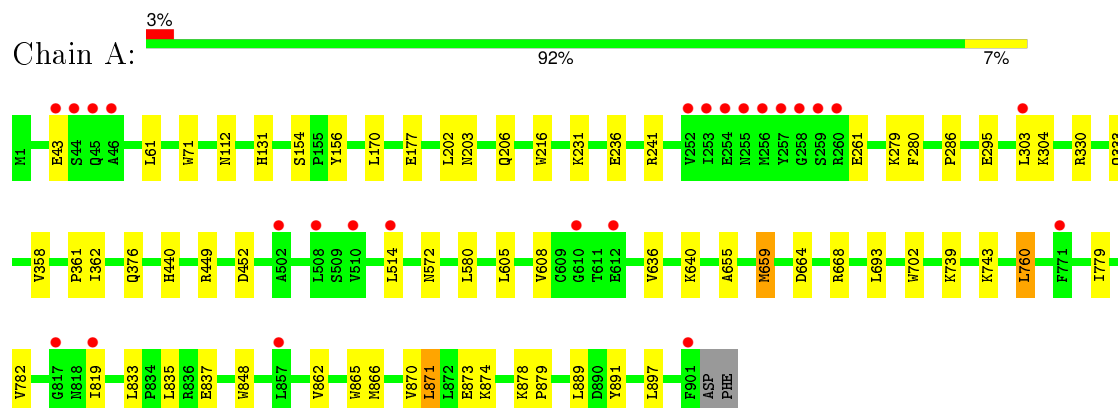 3%
Chain A:
92% 7%
M1 E43 S44 Q45 A46 L61 W71 N112 H131 S154 P155 Y156 L170 E177 L202 N203 Q206 W216 K231 E236 R241 V252 I253 E254 N255 M256 Y257 G258 S259 R260 E261 K279 F280 P286 E295 L303 K304 R330
V358 P361 I362 Q376 H440 R449 D452 A502 L508 S509 V510 L514 N572 L580 L605 V608 C609 G610 T611 E612 V636 K640 A655 M659 D664 R668 L693 W702 K739 K743 L760 F771 I779
V782 G817 N818 I819 L833 P834 L835 R836 E837 W848 L857 V862 W865 M866 V870 L871 L872 E873 K874 K878 P879 L889 D890 Y891 L897 F901 ASP PHE